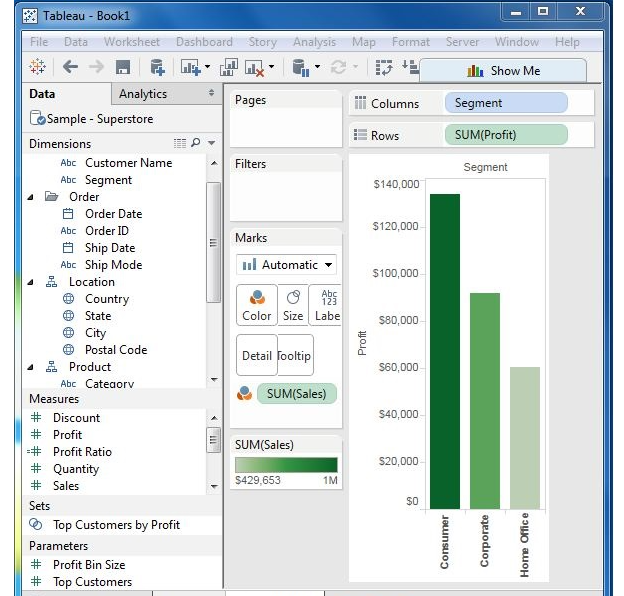 Tableau - Book1
File Data Worksheet Dashboard Story Analysis Map Format Server Window Help
Show Me
Data Analytics
Sample - Superstore
Dimensions
Abc Customer Name
Abc Segment
Order
Order Date
Abc Order ID
Ship Date
Abc Ship Mode
Location
Country
State
City
Postal Code
Product
Abc Category
Measures
# Discount
# Profit
=# Profit Ratio
# Quantity
# Sales
Sets
Top Customers by Profit
Parameters
# Profit Bin Size
# Top Customers
Pages
Filters
Marks
Automatic
Abc
123
Color Size Labe
Detail Tooltip
SUM(Sales)
SUM(Sales)
$429,653 1M
Columns Segment
Rows SUM(Profit)
Segment
$140,000
$120,000
$100,000
$80,000
$60,000
$40,000
$20,000
$0
Profit
Consumer
Corporate
Home Office